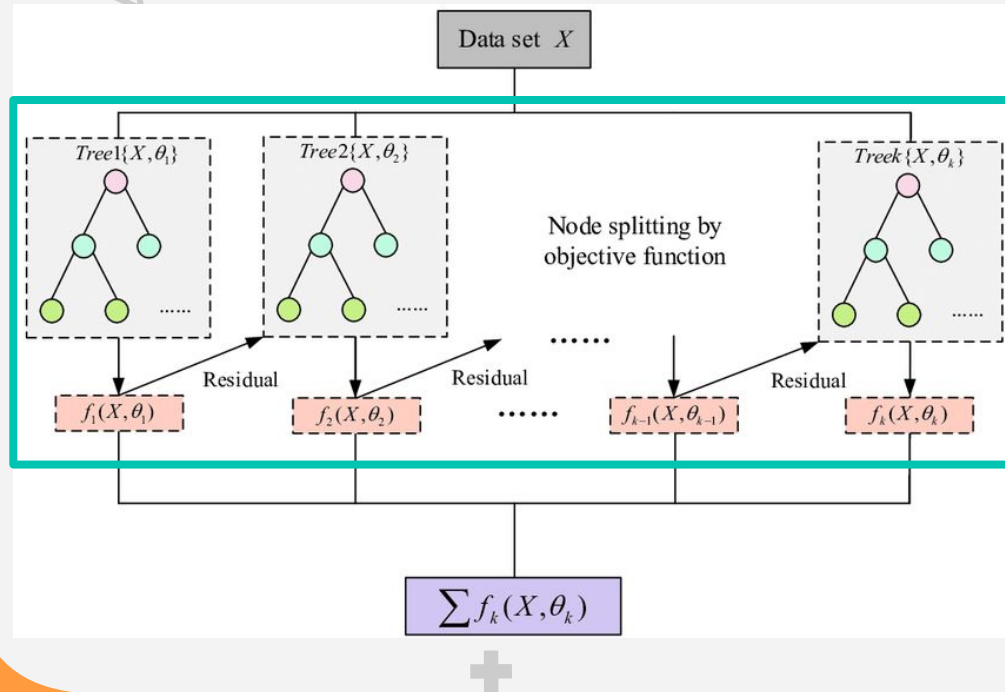 Data set X
Tree1{X,θ₁}
Tree2{X,θ₂}
Treek{X,θₖ}
Node splitting by
objective function
......
......
......
......
Residual
Residual
Residual
f₁(X,θ₁)
f₂(X,θ₂)
......
fₖ₋₁(X,θₖ₋₁)
fₖ(X,θₖ)
∑fₖ(X,θₖ)